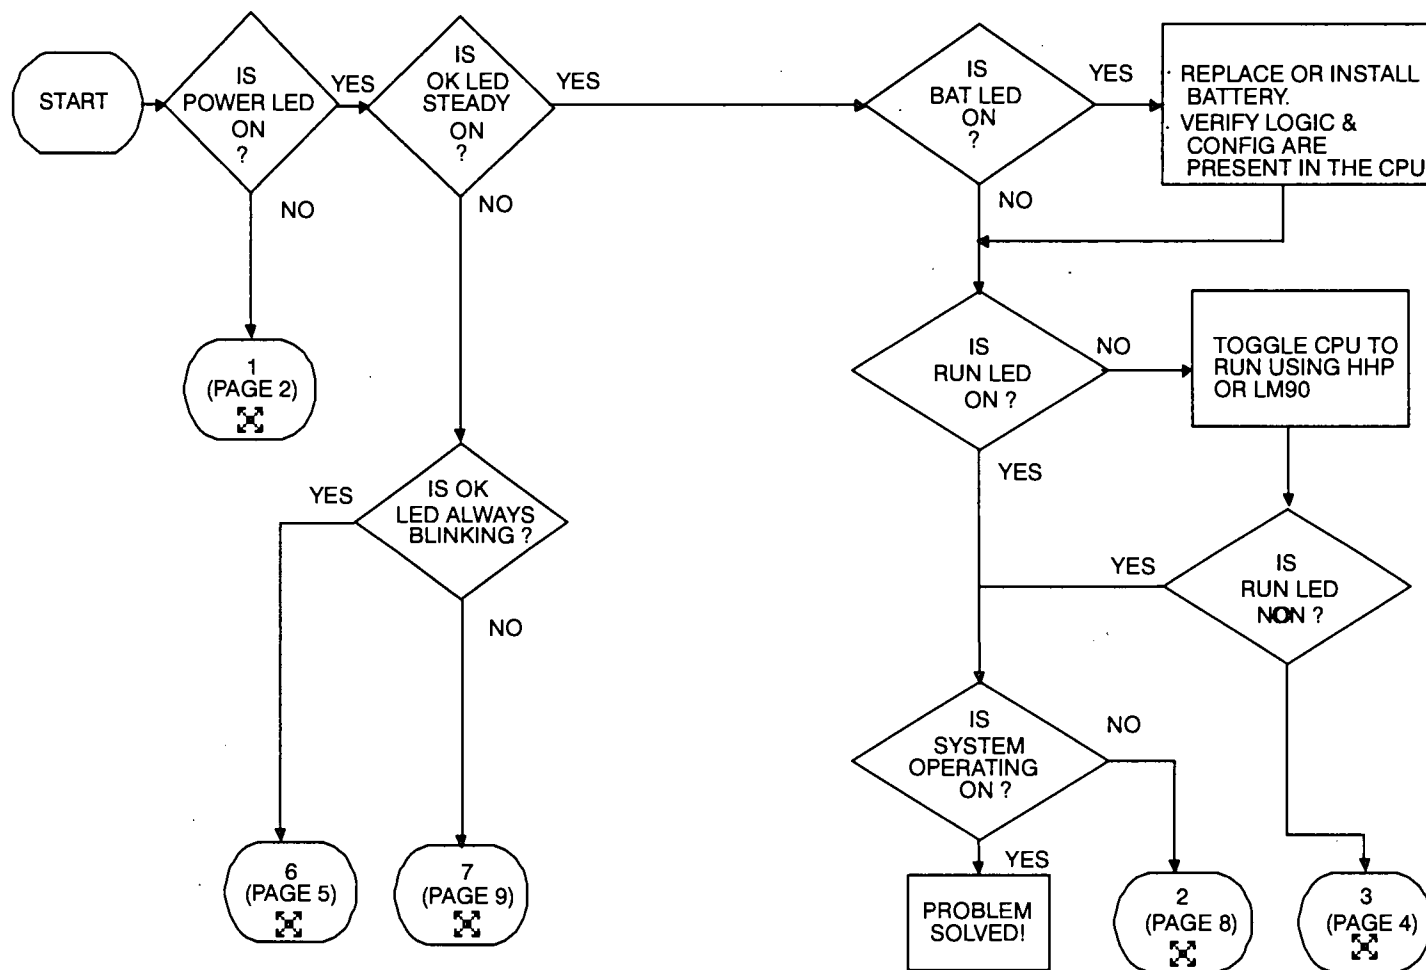 START
IS
POWER LED
ON
?
YES
NO
1
(PAGE 2)
IS
OK LED
STEADY
ON
?
YES
NO
IS OK
LED ALWAYS
BLINKING ?
YES
NO
6
(PAGE 5)
7
(PAGE 9)
IS
BAT LED
ON
?
YES
NO
REPLACE OR INSTALL
BATTERY.
VERIFY LOGIC &
CONFIG ARE
PRESENT IN THE CPU
IS
RUN LED
ON ?
NO
YES
TOGGLE CPU TO
RUN USING HHP
OR LM90
IS
RUN LED
ON ?
YES
NO
IS
SYSTEM
OPERATING
ON ?
NO
YES
PROBLEM
SOLVED!
2
(PAGE 8)
3
(PAGE 4)